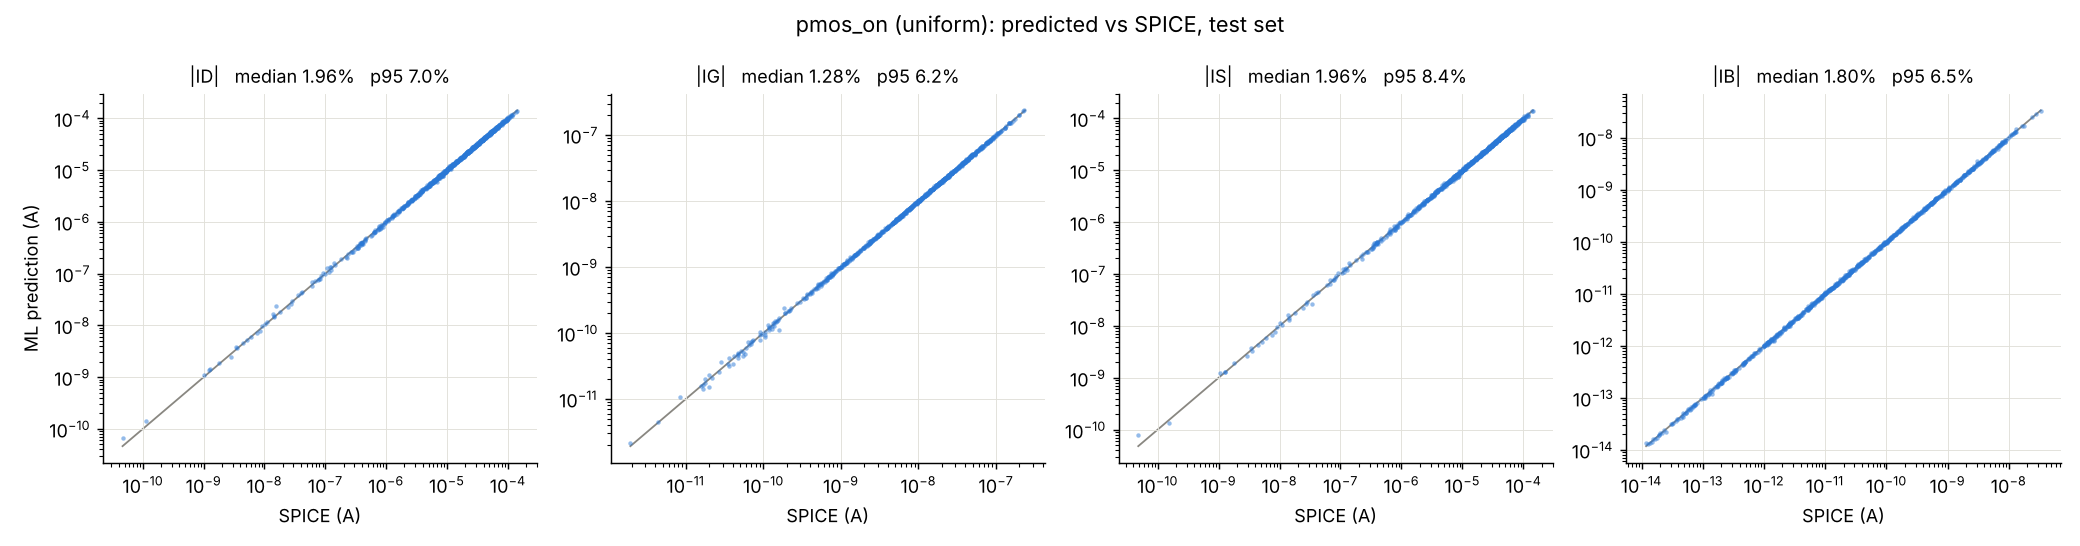 pmos_on (uniform): predicted vs SPICE, test set
|ID| median 1.96% p95 7.0%
|IG| median 1.28% p95 6.2%
|IS| median 1.96% p95 8.4%
|IB| median 1.80% p95 6.5%
ML prediction (A)
10⁻⁴
10⁻⁵
10⁻⁶
10⁻⁷
10⁻⁸
10⁻⁹
10⁻¹⁰
10⁻¹⁰ 10⁻⁹ 10⁻⁸ 10⁻⁷ 10⁻⁶ 10⁻⁵ 10⁻⁴
SPICE (A)
10⁻⁷
10⁻⁸
10⁻⁹
10⁻¹⁰
10⁻¹¹
10⁻¹¹ 10⁻¹⁰ 10⁻⁹ 10⁻⁸ 10⁻⁷
SPICE (A)
10⁻⁴
10⁻⁵
10⁻⁶
10⁻⁷
10⁻⁸
10⁻⁹
10⁻¹⁰
10⁻¹⁰ 10⁻⁹ 10⁻⁸ 10⁻⁷ 10⁻⁶ 10⁻⁵ 10⁻⁴
SPICE (A)
10⁻⁸
10⁻⁹
10⁻¹⁰
10⁻¹¹
10⁻¹²
10⁻¹³
10⁻¹⁴
10⁻¹⁴ 10⁻¹³ 10⁻¹² 10⁻¹¹ 10⁻¹⁰ 10⁻⁹ 10⁻⁸
SPICE (A)